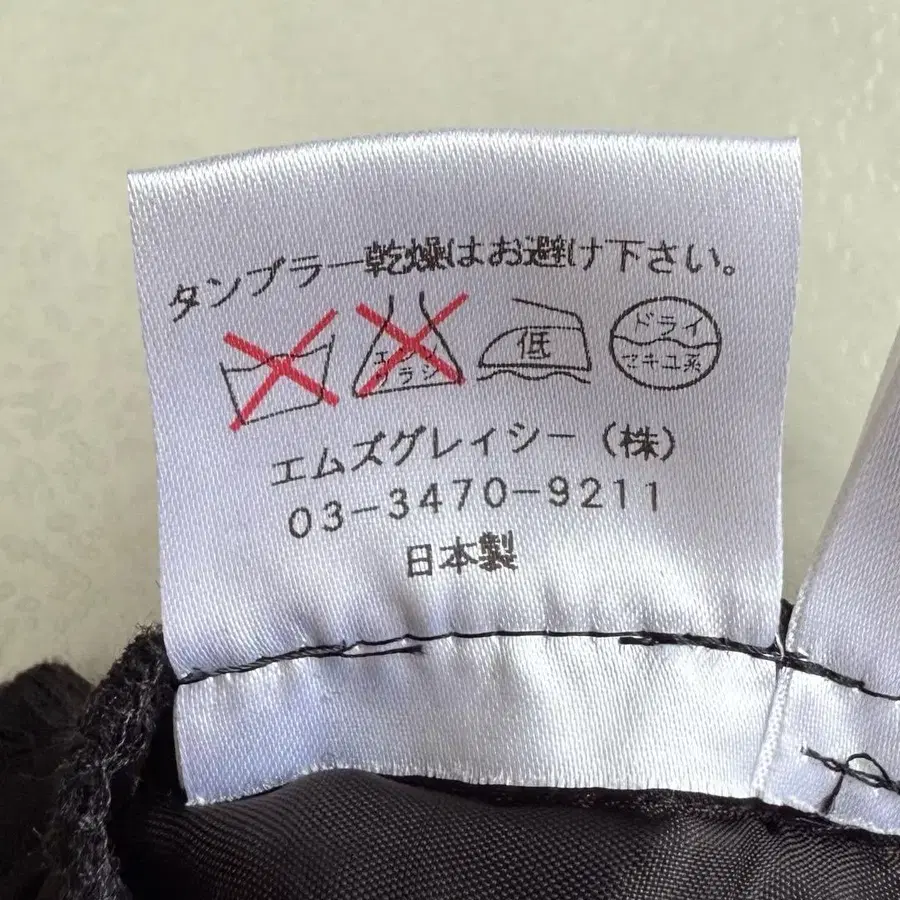 タンブラー乾燥はお避け下さい。
エンソ
サラシ
低
ドライ
セキユ系
エムズグレイシー(株)
03-3470-9211
日本製